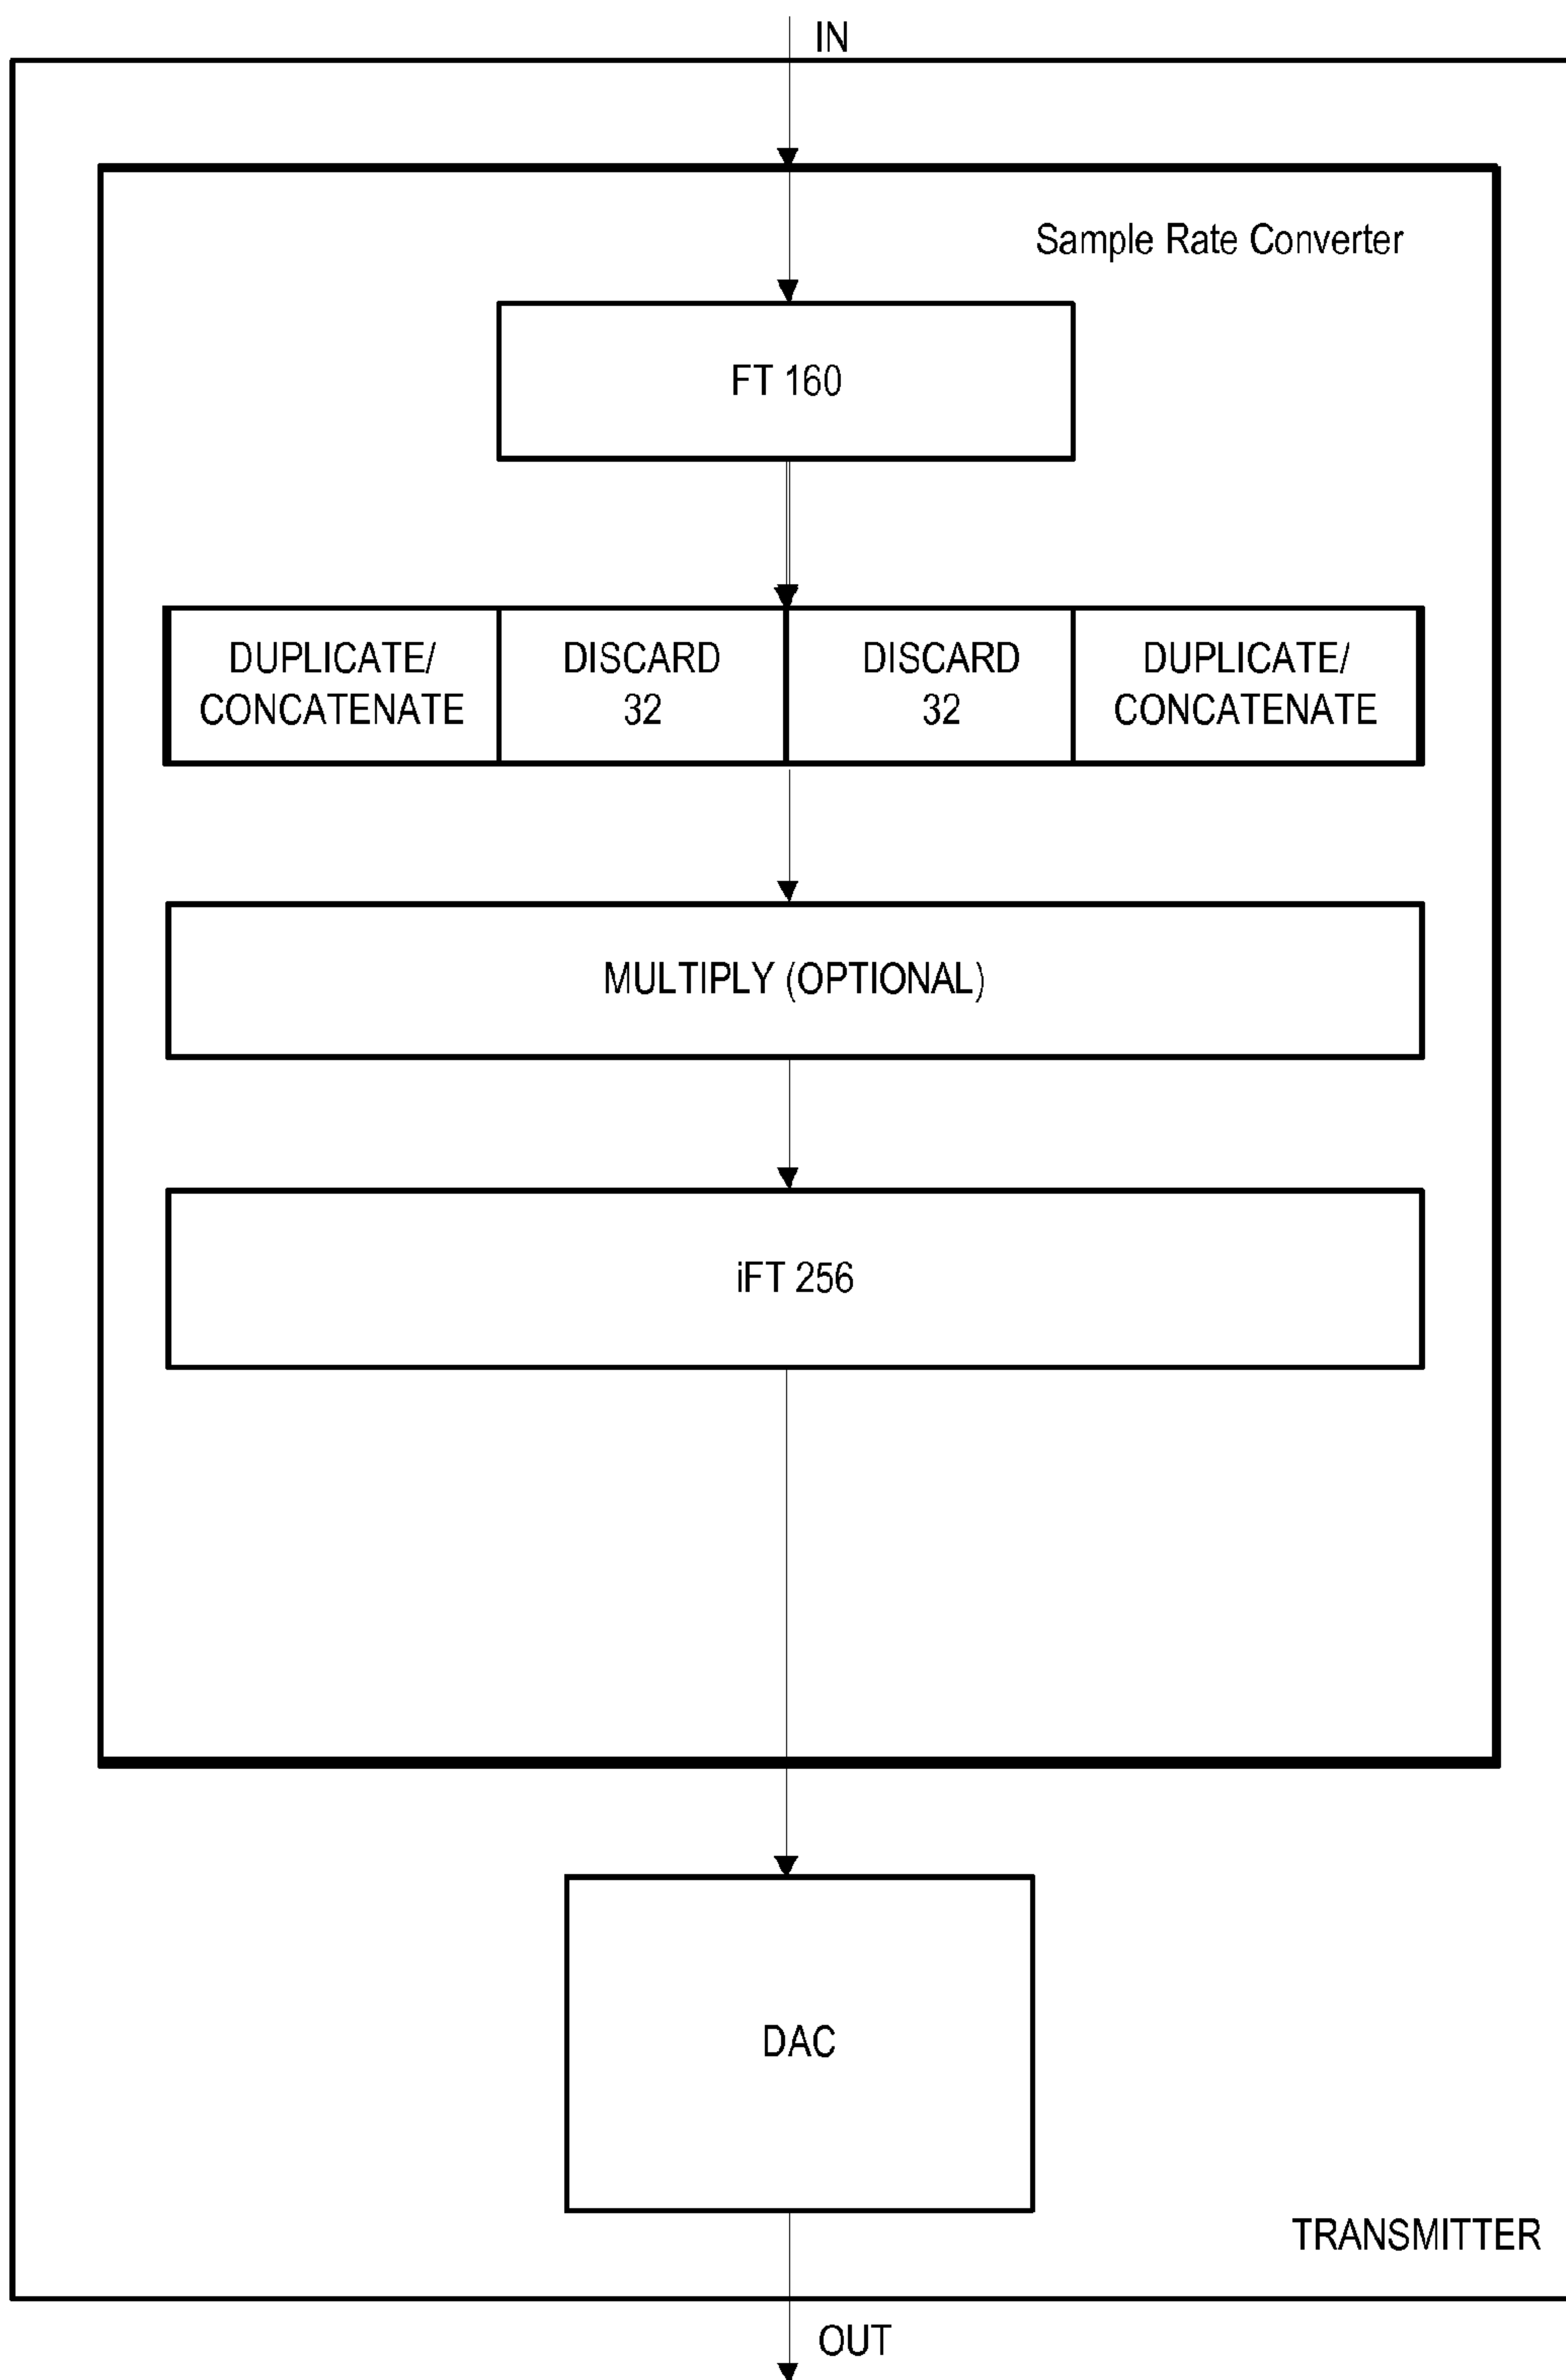 IN
Sample Rate Converter
FT 160
DUPLICATE/
CONCATENATE
DISCARD
32
DISCARD
32
DUPLICATE/
CONCATENATE
MULTIPLY (OPTIONAL)
iFT 256
DAC
TRANSMITTER
OUT